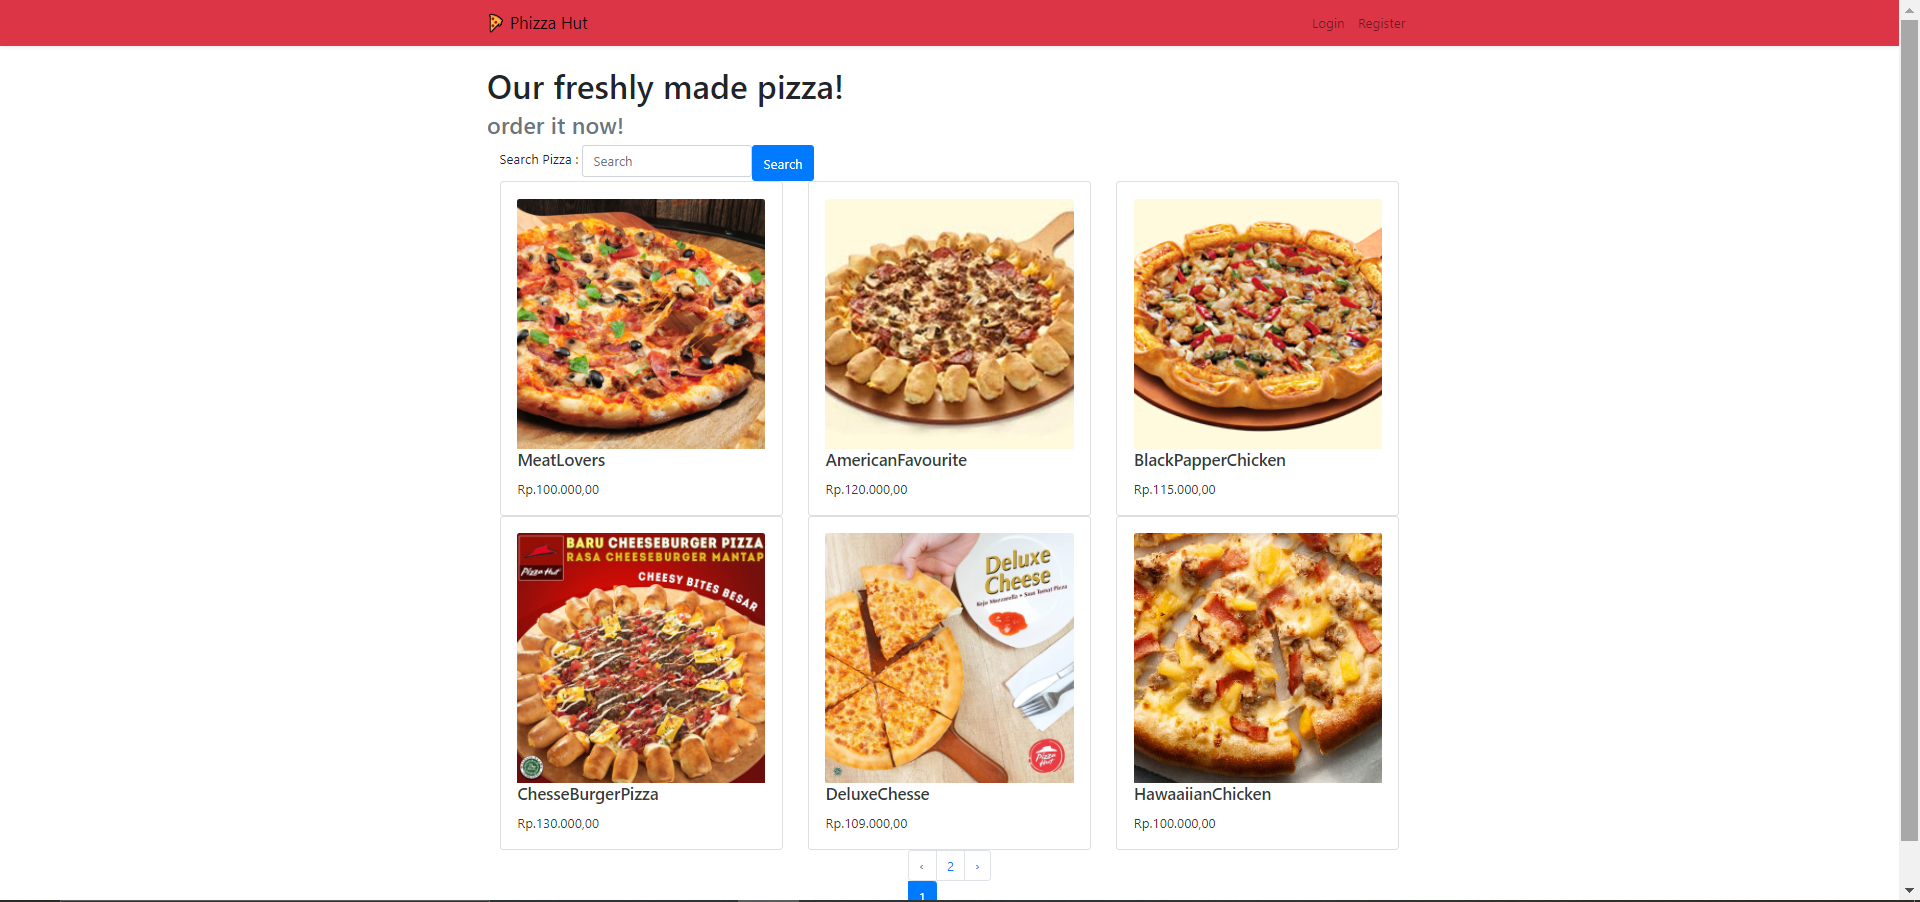 Phizza Hut
Login Register
Our freshly made pizza!
order it now!
Search Pizza : Search Search
MeatLovers
Rp.100.000,00
AmericanFavourite
Rp.120.000,00
BlackPapperChicken
Rp.115.000,00
BARU CHEESEBURGER PIZZA
RASA CHEESEBURGER MANTAP
Pizza Hut
CHEESY BITES BESAR
ChesseBurgerPizza
Rp.130.000,00
Deluxe
Cheese
Keju Mozzarella + Saus Tomat Pizza
Pizza
Hut
DeluxeChesse
Rp.109.000,00
HawaaiianChicken
Rp.100.000,00
‹ 2 ›
1